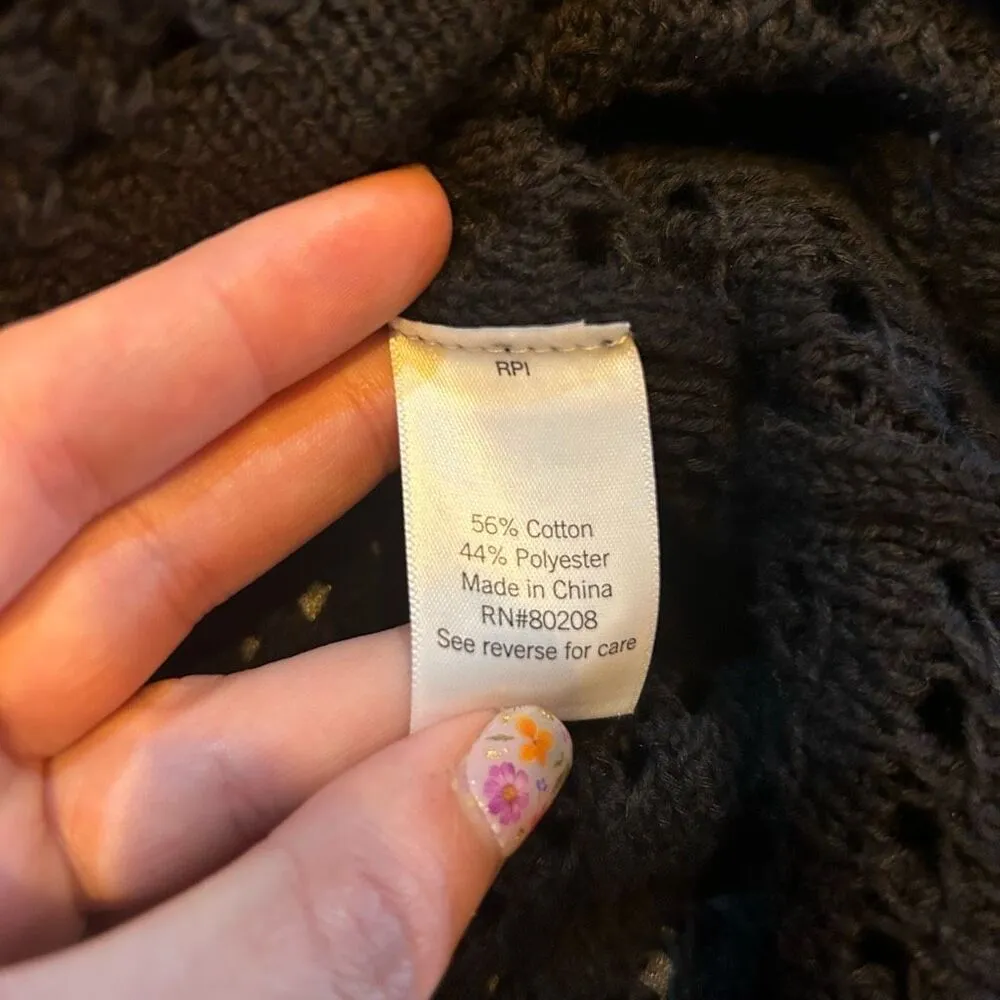 RPI
56% Cotton
44% Polyester
Made in China
RN#80208
See reverse for care